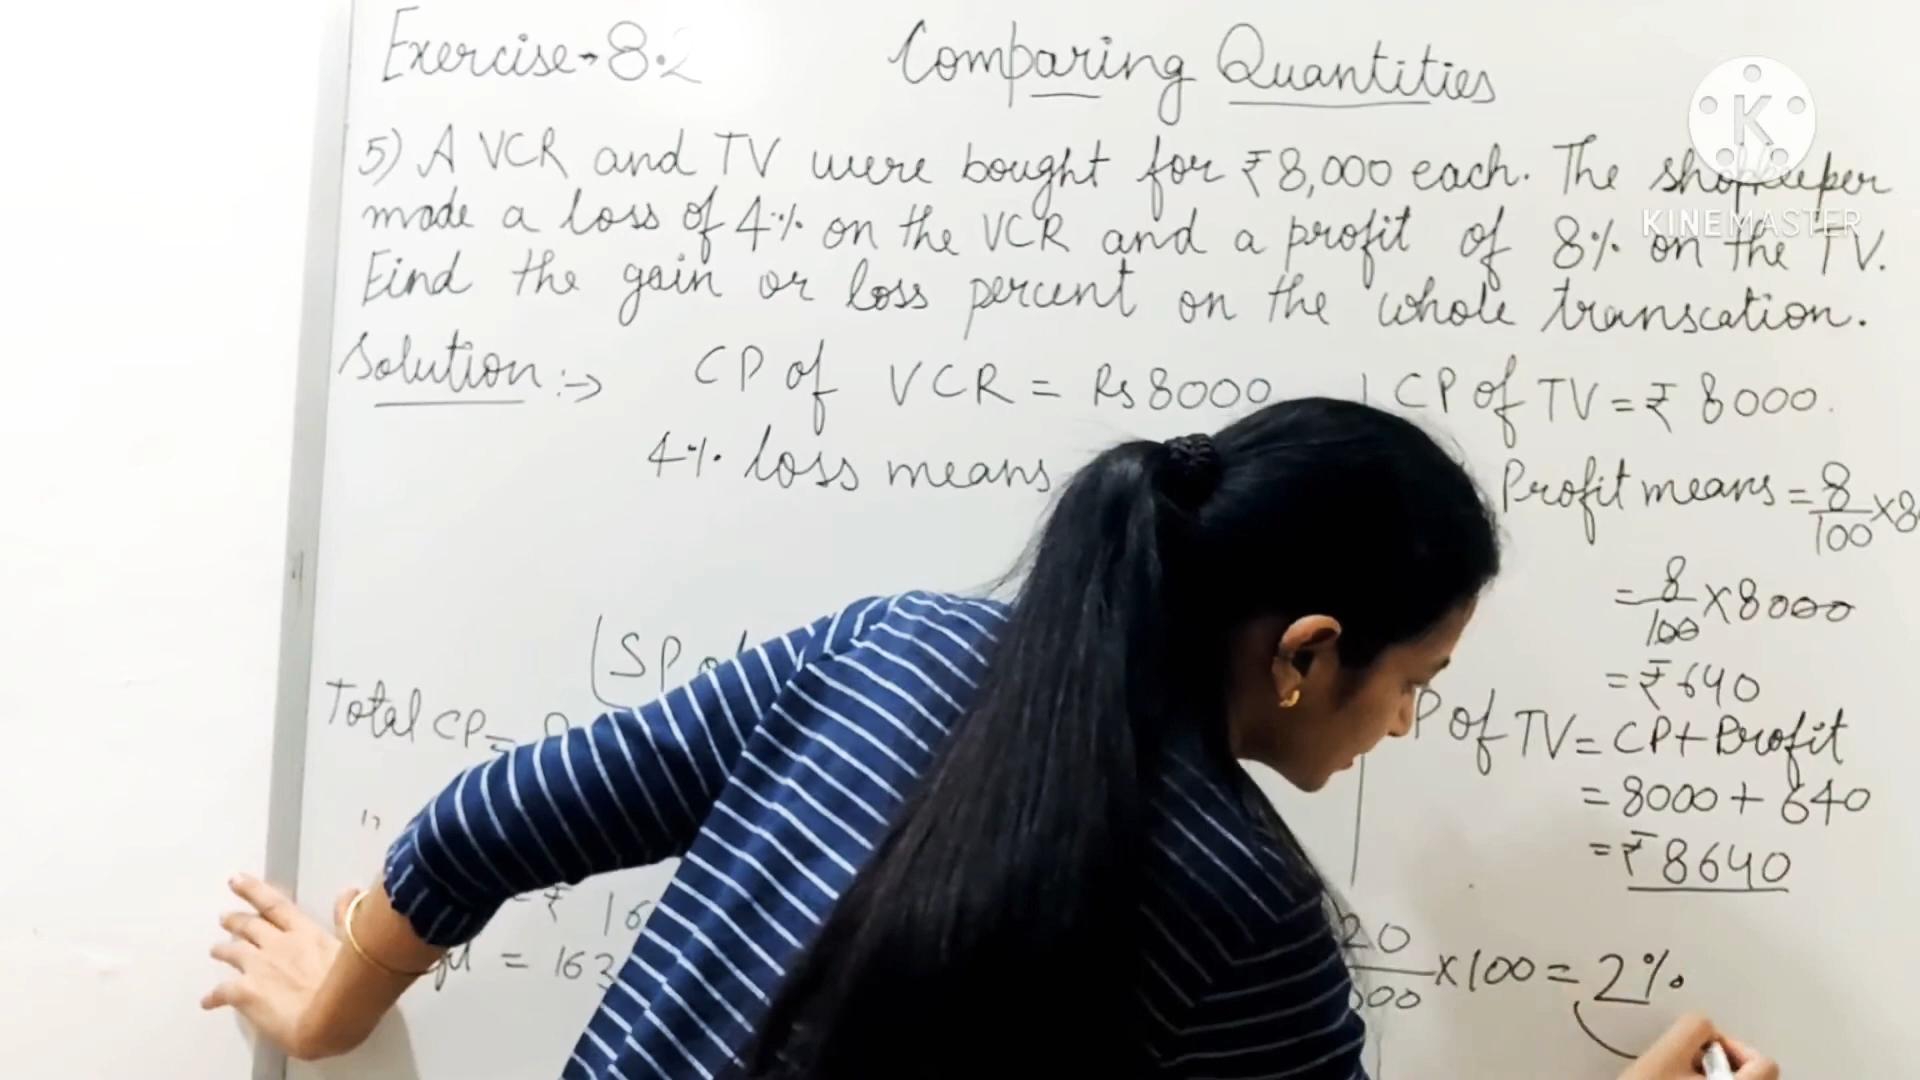 Exercise→8.2
Comparing Quantities
5) A VCR and TV were bought for ₹8,000 each. The shopkeeper
made a loss of 4% on the VCR and a profit of 8% on the TV.
Find the gain or loss percent on the whole transcation.
K
KINEMASTER
Solution :→ CP of VCR = Rs 8000
4% loss means
(SP
Total CP =
= ₹ 16
= 163
CP of TV = ₹ 8000.
Profit means = 8/100 × 8
= 8/100 × 8000
= ₹ 640
P of TV = CP + Profit
= 8000 + 640
= ₹ 8640
20/00 × 100 = 2%